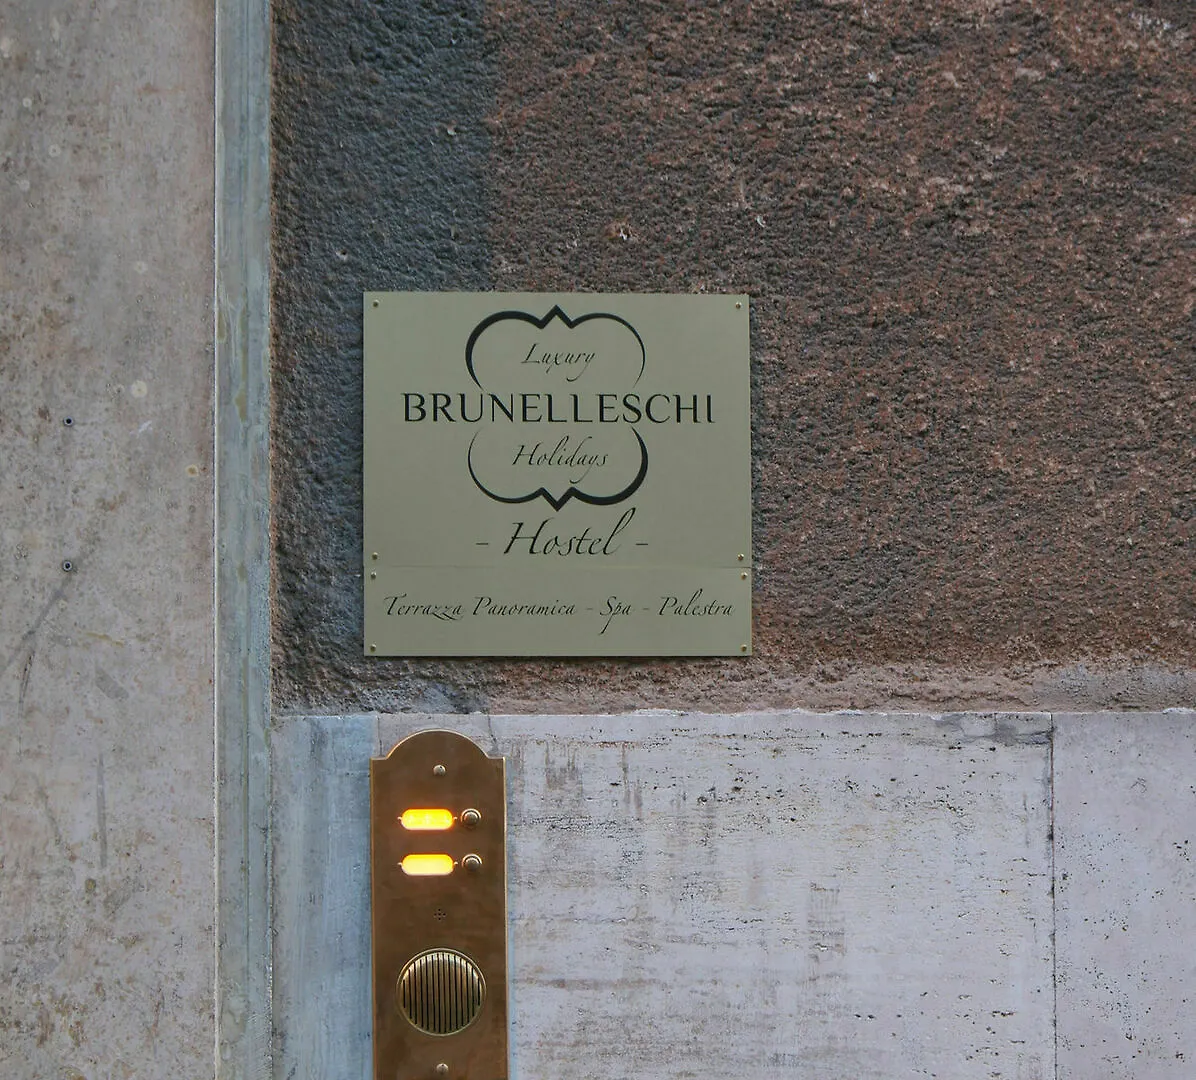 Luxury
BRUNELLESCHI
Holidays
- Hostel -
Terrazza Panoramica - Spa - Palestra